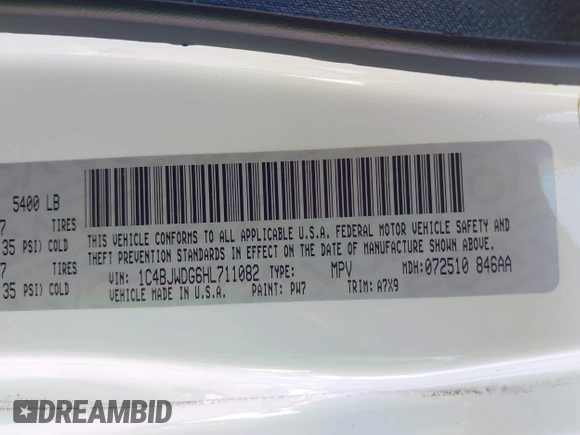 5400 LB
7 TIRES
35 PSI) COLD
7 TIRES
35 PSI) COLD
THIS VEHICLE CONFORMS TO ALL APPLICABLE U.S.A. FEDERAL MOTOR VEHICLE SAFETY AND
THEFT PREVENTION STANDARDS IN EFFECT ON THE DATE OF MANUFACTURE SHOWN ABOVE.
VIN: 1C4BJWDG6HL711082 TYPE: MPV MDH: 072510 846AA
VEHICLE MADE IN U.S.A. PAINT: PW7 TRIM: A7X9
DREAMBID